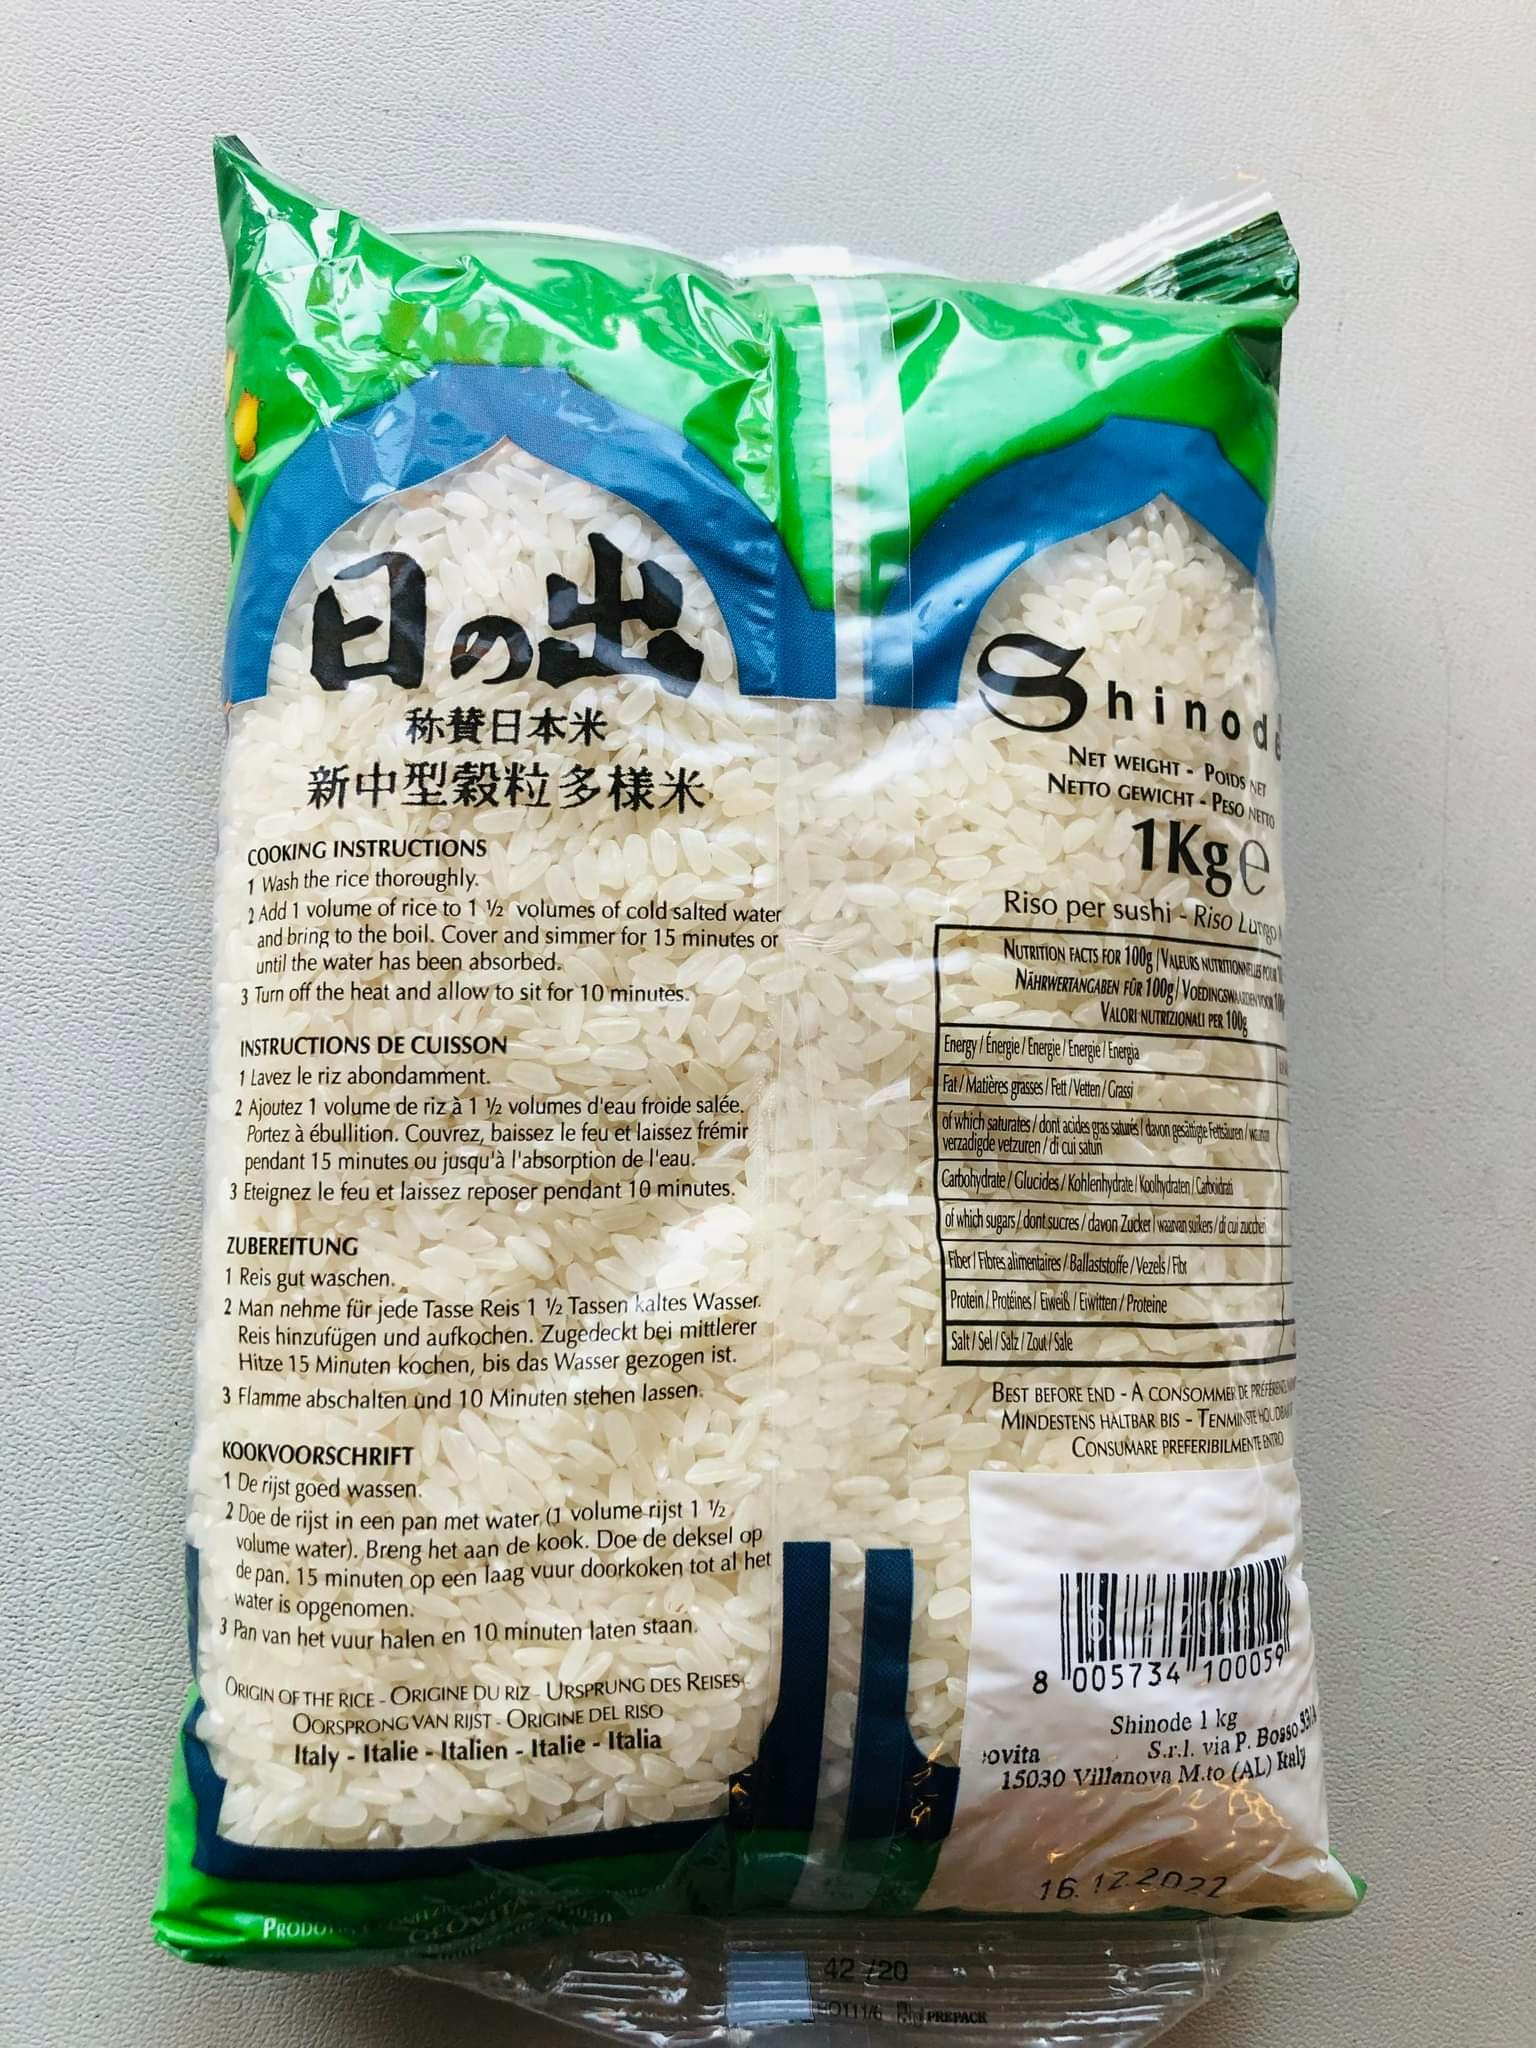 日の出
称賛日本米
新中型穀粒多様米
COOKING INSTRUCTIONS
1 Wash the rice thoroughly.
2 Add 1 volume of rice to 1 ½ volumes of cold salted water
and bring to the boil. Cover and simmer for 15 minutes or
until the water has been absorbed.
3 Turn off the heat and allow to sit for 10 minutes.
INSTRUCTIONS DE CUISSON
1 Lavez le riz abondamment.
2 Ajoutez 1 volume de riz à 1 ½ volumes d'eau froide salée.
Portez à ébullition. Couvrez, baissez le feu et laissez frémir
pendant 15 minutes ou jusqu'à l'absorption de l'eau.
3 Eteignez le feu et laissez reposer pendant 10 minutes.
ZUBEREITUNG
1 Reis gut waschen.
2 Man nehme für jede Tasse Reis 1 ½ Tassen kaltes Wasser.
Reis hinzufügen und aufkochen. Zugedeckt bei mittlerer
Hitze 15 Minuten kochen, bis das Wasser gezogen ist.
3 Flamme abschalten und 10 Minuten stehen lassen.
KOOKVOORSCHRIFT
1 De rijst goed wassen.
2 Doe de rijst in een pan met water (1 volume rijst 1 ½
volume water). Breng het aan de kook. Doe de deksel op
de pan. 15 minuten op een laag vuur doorkoken tot al het
water is opgenomen.
3 Pan van het vuur halen en 10 minuten laten staan.
ORIGIN OF THE RICE - ORIGINE DU RIZ - URSPRUNG DES REISES -
OORSPRONG VAN RIJST - ORIGINE DEL RISO
Italy - Italie - Italien - Italie - Italia
Shinode
NET WEIGHT - POIDS NET
NETTO GEWICHT - PESO NETTO
1Kg e
Riso per sushi - Riso Lungo
NUTRITION FACTS FOR 100g / VALEURS NUTRITIONNELLES POUR
NÄHRWERTANGABEN FÜR 100g / VOEDINGSWAARDEN VOOR 100g
VALORI NUTRIZIONALI PER 100g
Energy / Énergie / Energie / Energie / Energia
Fat / Matières grasses / Fett / Vetten / Grassi
of which saturates / dont acides gras saturés / davon gesättigte Fettsäuren / waarvan
verzadigde vetzuren / di cui saturi
Carbohydrate / Glucides / Kohlenhydrate / Koolhydraten / Carboidrati
of which sugars / dont sucres / davon Zucker / waarvan suikers / di cui zuccheri
Fiber / Fibres alimentaires / Ballaststoffe / Vezels / Fibr
Protein / Protéines / Eiweiß / Eiwitten / Proteine
Salt / Sel / Salz / Zout / Sale
BEST BEFORE END - A CONSOMMER DE PRÉFÉRENCE
MINDESTENS HALTBAR BIS - TENMINSTE HOUDBAAR
CONSUMARE PREFERIBILMENTE ENTRO
8 005734 100059
Shinode 1 kg
ovita S.r.l. via P. Bosso 53/A
15030 Villanova M.to (AL) Italy
16.12.2022
42 /20
PREPACK